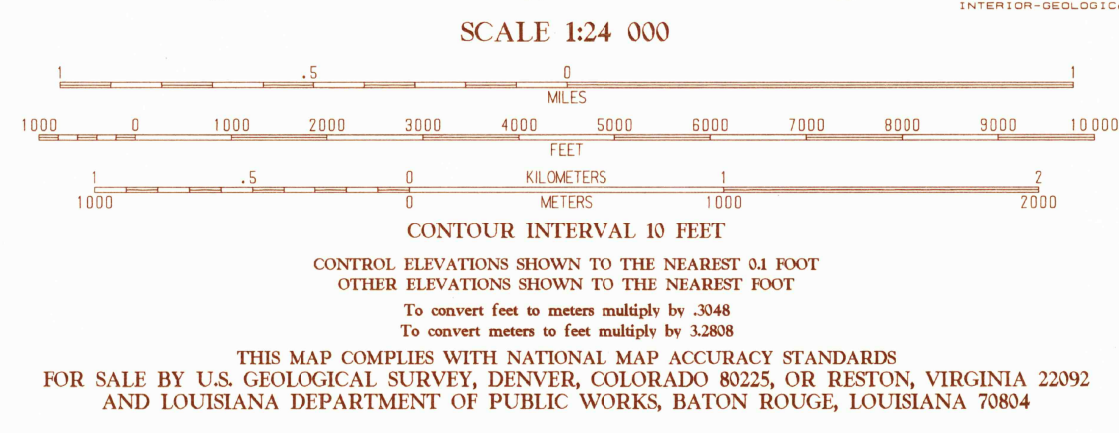 INTERIOR-GEOLOGIC
SCALE 1:24 000
1 .5 0 1
MILES
1000 0 1000 2000 3000 4000 5000 6000 7000 8000 9000 10000
FEET
1 .5 0 KILOMETERS 1 2
1000 0 METERS 1000 2000
CONTOUR INTERVAL 10 FEET
CONTROL ELEVATIONS SHOWN TO THE NEAREST 0.1 FOOT
OTHER ELEVATIONS SHOWN TO THE NEAREST FOOT
To convert feet to meters multiply by .3048
To convert meters to feet multiply by 3.2808
THIS MAP COMPLIES WITH NATIONAL MAP ACCURACY STANDARDS
FOR SALE BY U.S. GEOLOGICAL SURVEY, DENVER, COLORADO 80225, OR RESTON, VIRGINIA 22092
AND LOUISIANA DEPARTMENT OF PUBLIC WORKS, BATON ROUGE, LOUISIANA 70804